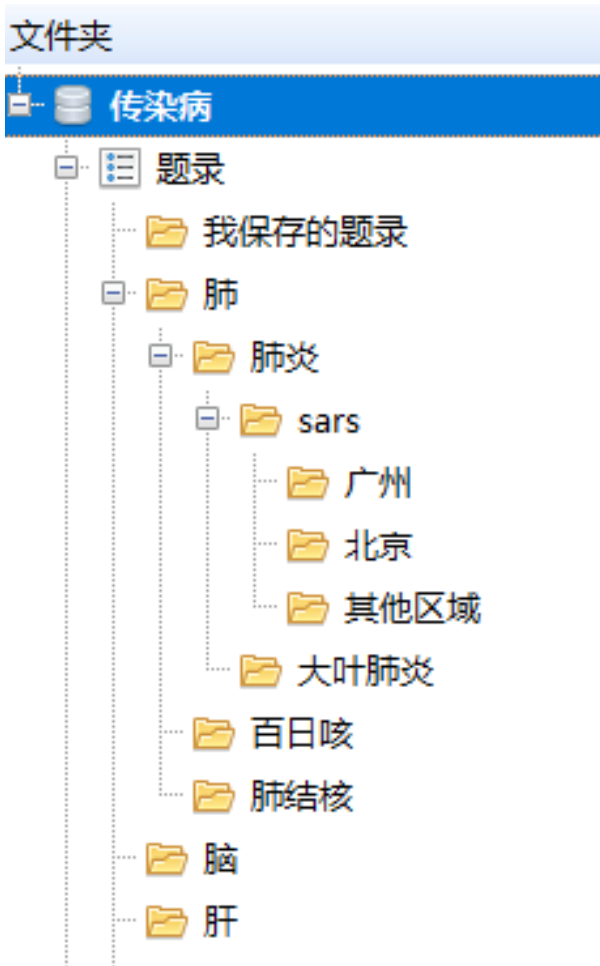 文件夹
传染病
题录
我保存的题录
肺
肺炎
sars
广州
北京
其他区域
大叶肺炎
百日咳
肺结核
脑
肝